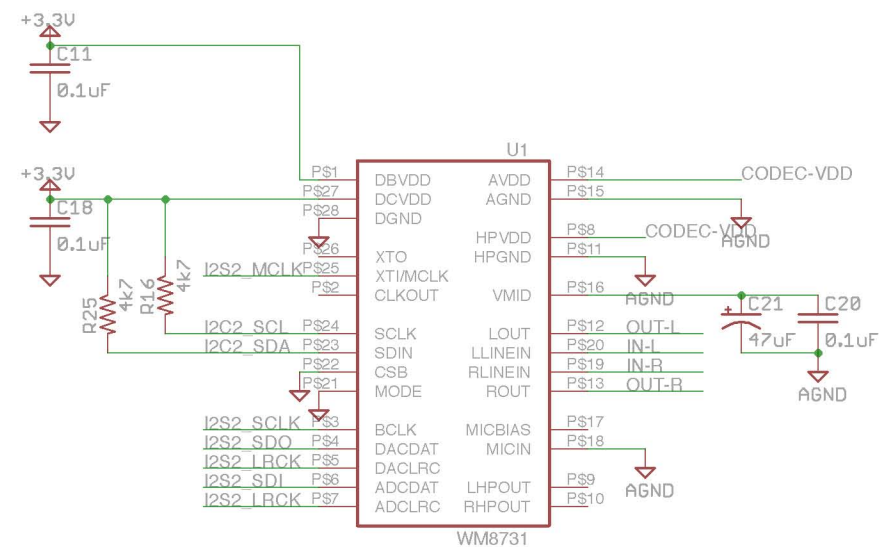 +3.3V
C11
0.1uF
+3.3V
C18
0.1uF
R25
4k7
R16
4k7
U1
P$1
DBVDD
AVDD
P$14
CODEC-VDD
P$27
DCVDD
AGND
P$15
P$28
DGND
AGND
HPVDD
P$8
CODEC-VDD
P$26
XTO
HPGND
P$11
AGND
I2S2_MCLK
P$25
XTI/MCLK
P$2
CLKOUT
VMID
P$16
C21
47uF
C20
0.1uF
AGND
I2C2_SCL
P$24
SCLK
LOUT
P$12
OUT-L
I2C2_SDA
P$23
SDIN
LLINEIN
P$20
IN-L
P$22
CSB
RLINEIN
P$19
IN-R
P$21
MODE
ROUT
P$13
OUT-R
I2S2_SCLK
P$3
BCLK
MICBIAS
P$17
I2S2_SDO
P$4
DACDAT
MICIN
P$18
AGND
I2S2_LRCK
P$5
DACLRC
I2S2_SDI
P$6
ADCDAT
LHPOUT
P$9
I2S2_LRCK
P$7
ADCLRC
RHPOUT
P$10
WM8731